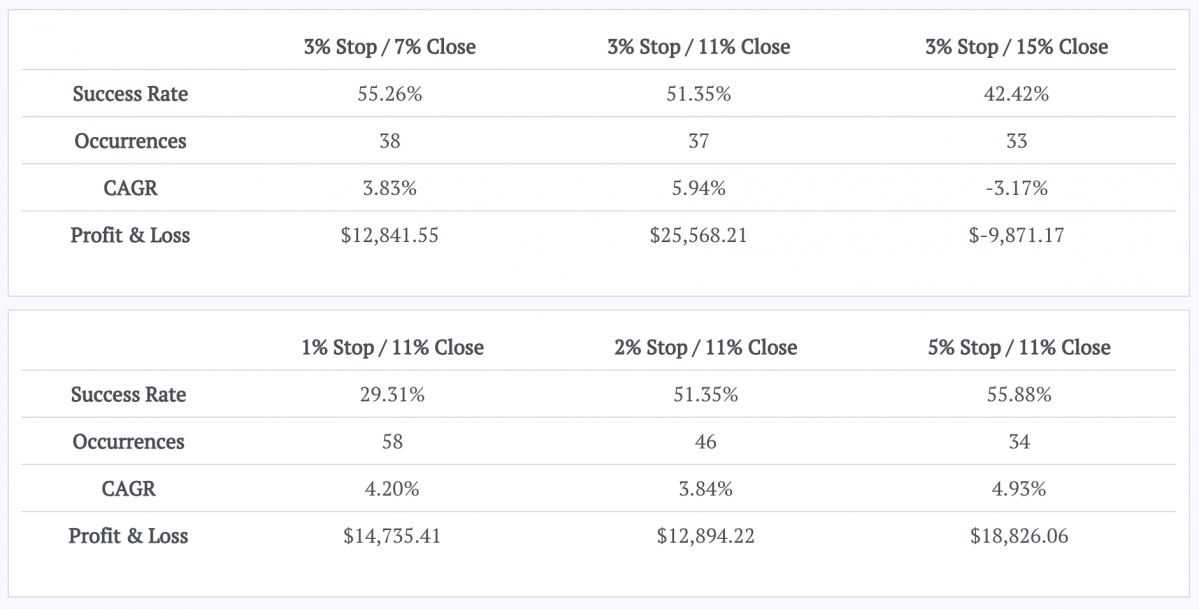 3% Stop / 7% Close 3% Stop / 11% Close 3% Stop / 15% Close
Success Rate 55.26% 51.35% 42.42%
Occurrences 38 37 33
CAGR 3.83% 5.94% -3.17%
Profit & Loss $12,841.55 $25,568.21 $-9,871.17
1% Stop / 11% Close 2% Stop / 11% Close 5% Stop / 11% Close
Success Rate 29.31% 51.35% 55.88%
Occurrences 58 46 34
CAGR 4.20% 3.84% 4.93%
Profit & Loss $14,735.41 $12,894.22 $18,826.06